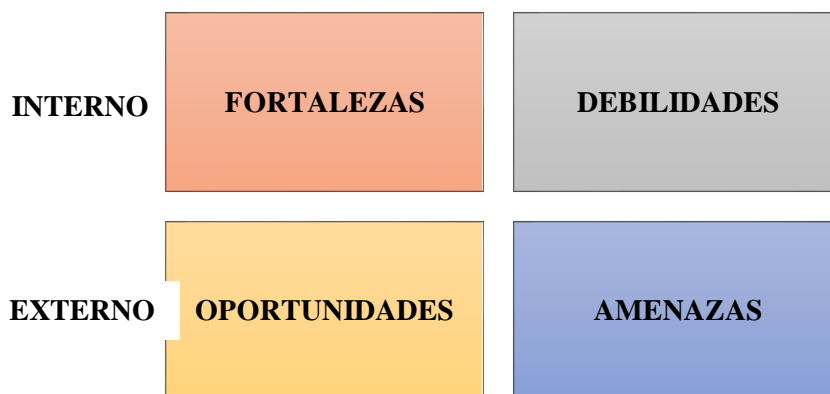 INTERNO FORTALEZAS DEBILIDADES
EXTERNO OPORTUNIDADES AMENAZAS